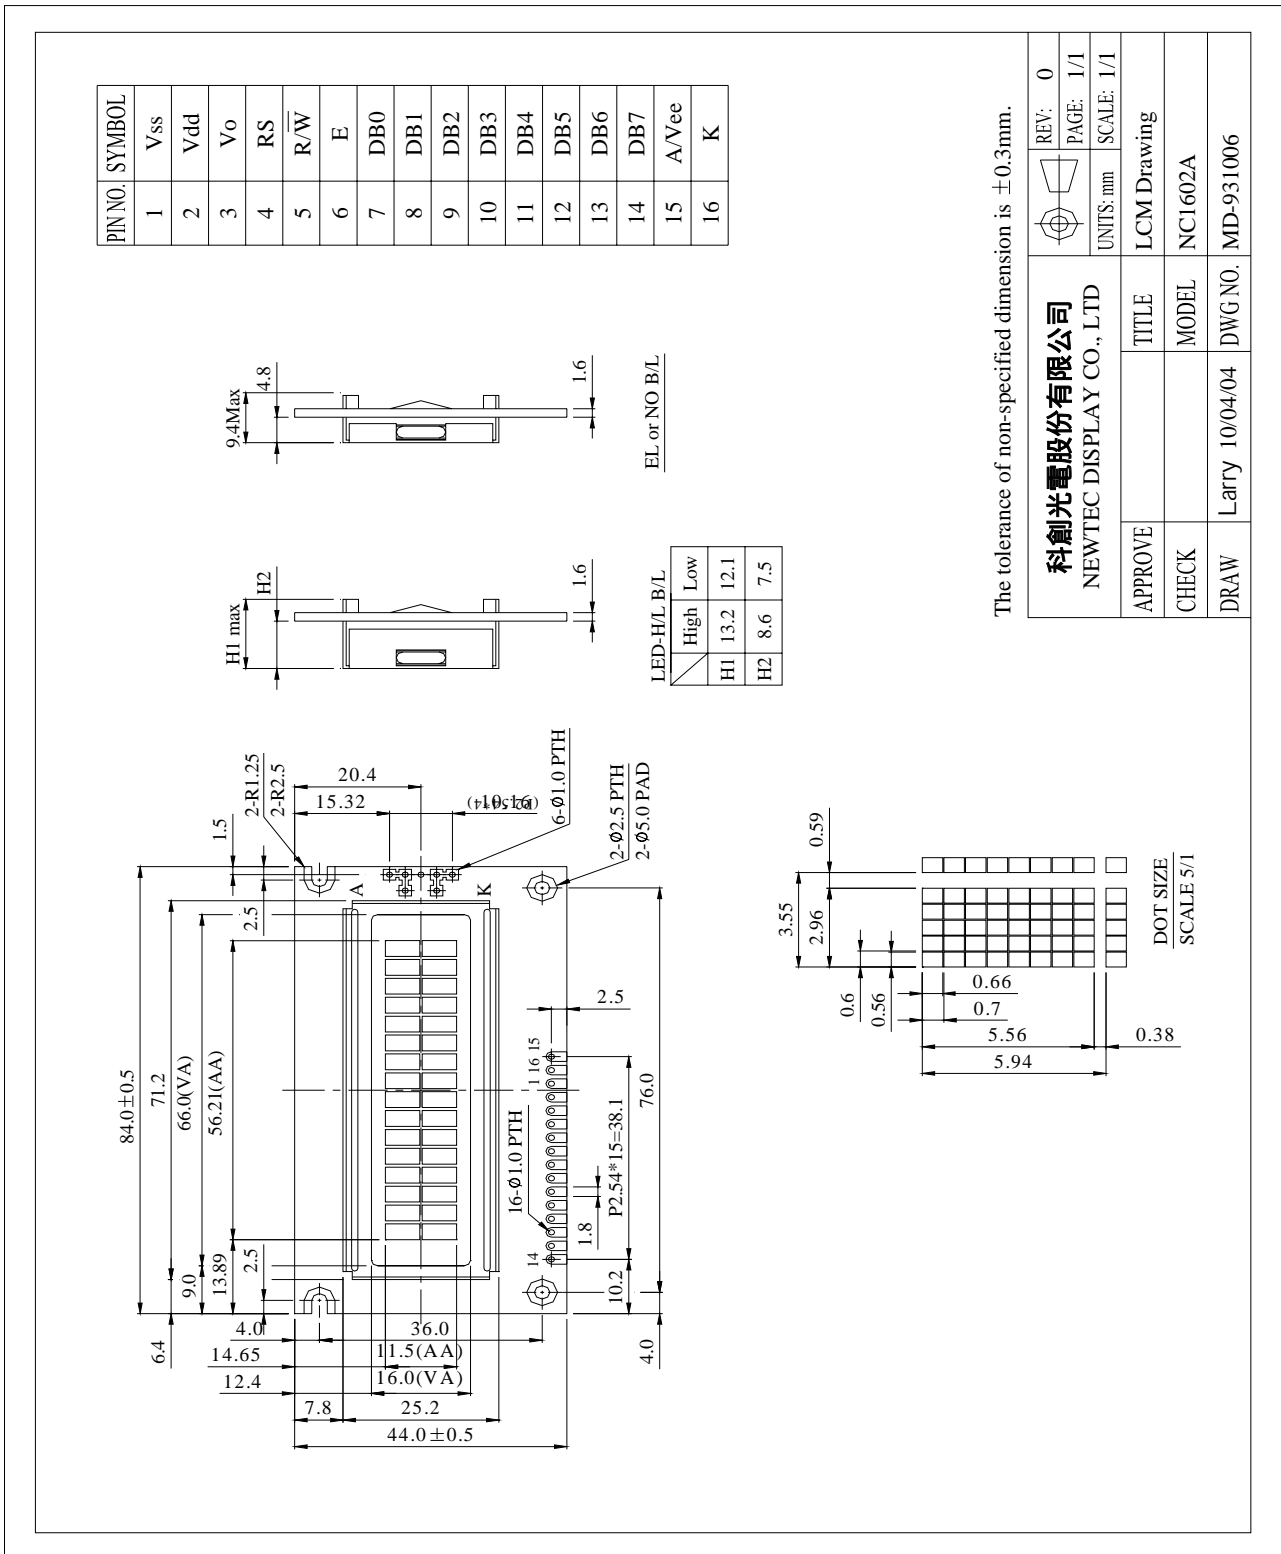 PIN NO. SYMBOL
1 Vss
2 Vdd
3 Vo
4 RS
5 R/W̅
6 E
7 DB0
8 DB1
9 DB2
10 DB3
11 DB4
12 DB5
13 DB6
14 DB7
15 A/Vee
16 K
84.0±0.5
71.2
66.0(VA)
56.21(AA)
6.4
9.0
13.89
2.5
2.5
1.5
2-R1.25
2-R2.5
20.4
15.32
(P2.54*4)
10.16
6-Ø1.0 PTH
2-Ø2.5 PTH
2-Ø5.0 PAD
A
K
4.0
36.0
14.65
11.5(AA)
12.4
16.0(VA)
7.8
25.2
44.0±0.5
16-Ø1.0 PTH
14
1 16 15
2.5
1.8
P2.54*15=38.1
10.2
76.0
4.0
H1 max
H2
1.6
LED-H/L B/L
High Low
H1 13.2 12.1
H2 8.6 7.5
9.4Max
4.8
1.6
EL or NO B/L
0.59
3.55
2.96
0.6
0.56
0.66
0.7
5.56
0.38
5.94
DOT SIZE
SCALE 5/1
The tolerance of non-specified dimension is ±0.3mm.
科創光電股份有限公司
NEWTEC DISPLAY CO., LTD
UNITS: mm
REV: 0
PAGE: 1/1
SCALE: 1/1
APPROVE TITLE LCM Drawing
CHECK MODEL NC1602A
DRAW Larry 10/04/04 DWG NO. MD-931006